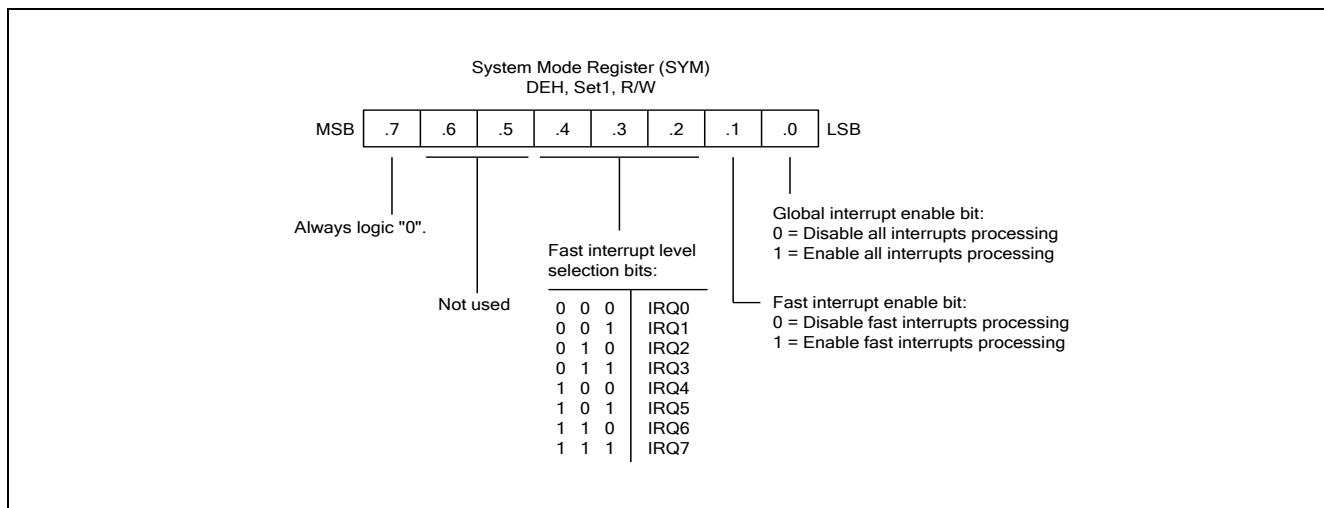 System Mode Register (SYM)
DEH, Set1, R/W
MSB .7 .6 .5 .4 .3 .2 .1 .0 LSB
Always logic "0".
Not used
Fast interrupt level
selection bits:
0 0 0 IRQ0
0 0 1 IRQ1
0 1 0 IRQ2
0 1 1 IRQ3
1 0 0 IRQ4
1 0 1 IRQ5
1 1 0 IRQ6
1 1 1 IRQ7
Global interrupt enable bit:
0 = Disable all interrupts processing
1 = Enable all interrupts processing
Fast interrupt enable bit:
0 = Disable fast interrupts processing
1 = Enable fast interrupts processing